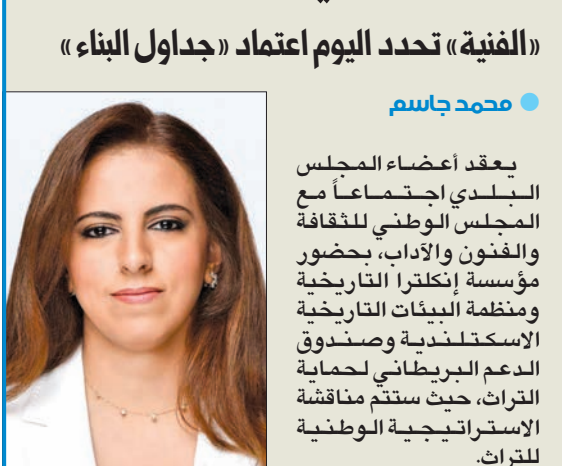 «الفنية» تحدد اليوم اعتماد «جداول البناء»
محمد جاسم
يعقد أعضاء المجلس
البلدي اجتماعاً مع
المجلس الوطني للثقافة
والفنون والآداب، بحضور
مؤسسة إنكلترا التاريخية
ومنظمة البيئات التاريخية
الاسكتلندية وصندوق
الدعم البريطاني لحماية
التراث، حيث ستتم مناقشة
الاستراتيجية الوطنية
للتراث.